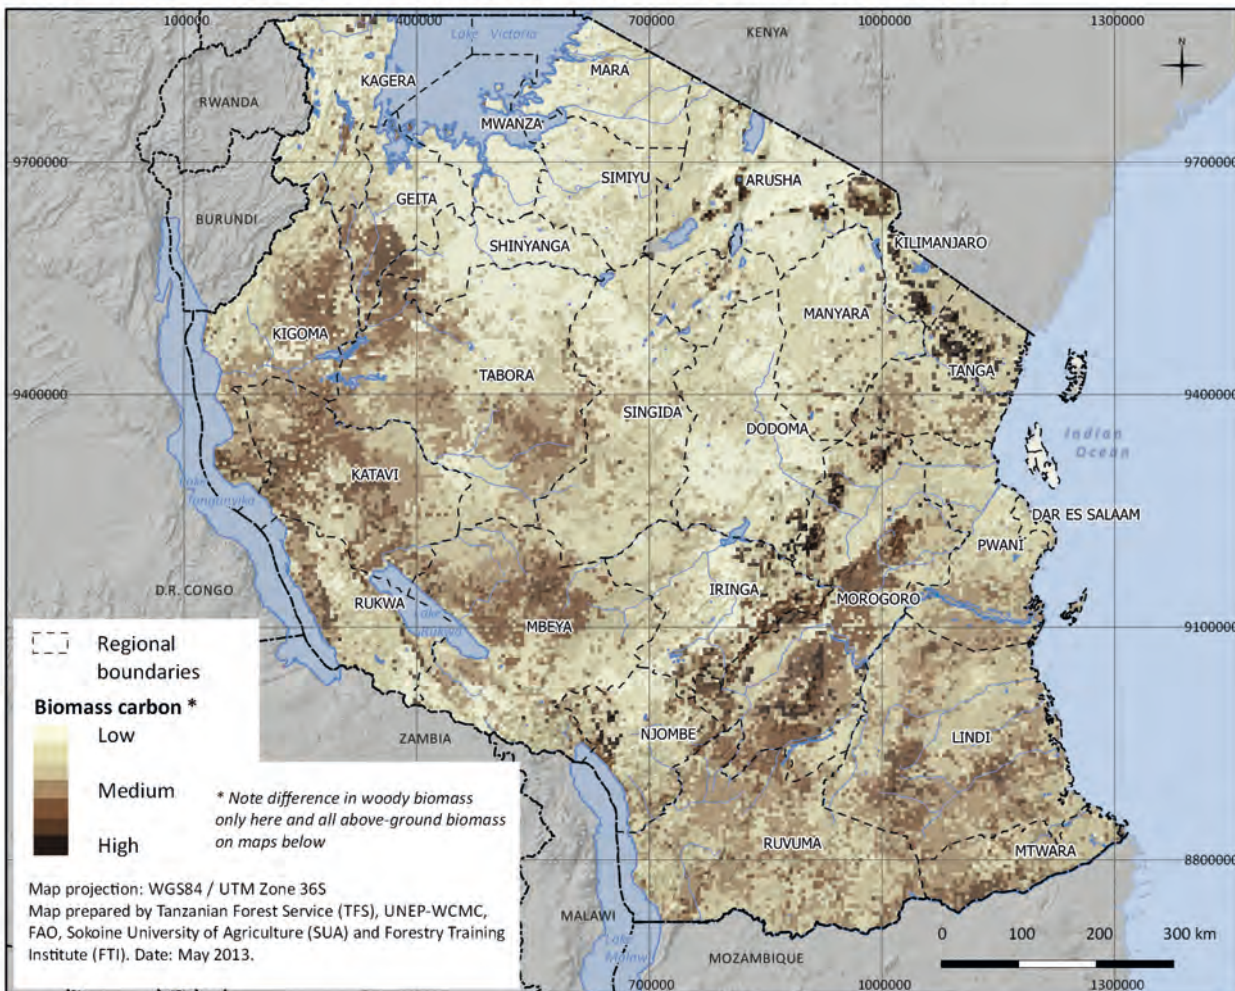 1000000
4000000
700000
1000000
1300000
Lake Victoria
KENYA
N
MARA
KAGERA
RWANDA
MWANZA
9700000
9700000
SIMIYU
ARUSHA
GEITA
BURUNDI
SHINYANGA
KILIMANJARO
MANYARA
KIGOMA
TABORA
TANGA
9400000
9400000
SINGIDA
DODOMA
Indian
Ocean
KATAVI
Lake
Tanganyika
DAR ES SALAAM
PWANI
D.R. CONGO
RUKWA
IRINGA
MOROGORO
Lake
Rukwa
MBEYA
9100000
Regional
boundaries
Biomass carbon *
Low
Medium
High
* Note difference in woody biomass
only here and all above-ground biomass
on maps below
ZAMBIA
NJOMBE
LINDI
RUVUMA
MTWARA
8800000
Map projection: WGS84 / UTM Zone 36S
Map prepared by Tanzanian Forest Service (TFS), UNEP-WCMC,
FAO, Sokoine University of Agriculture (SUA) and Forestry Training
Institute (FTI). Date: May 2013.
MALAWI
Lake
MOZAMBIQUE
0 100 200 300 km
700000
1000000
1300000